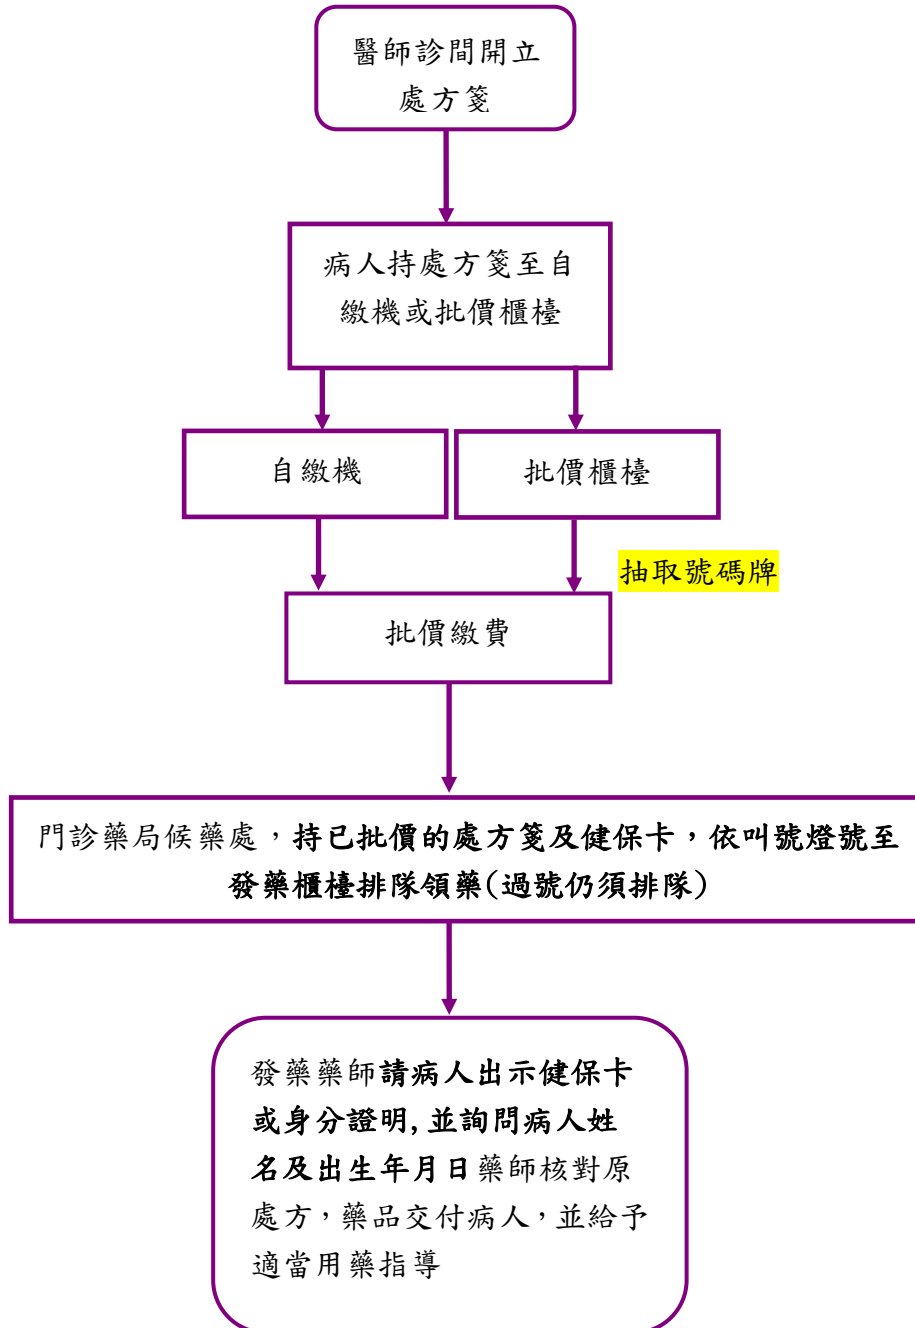 醫師診間開立
處方箋
病人持處方箋至自
繳機或批價櫃檯
自繳機
批價櫃檯
抽取號碼牌
批價繳費
門診藥局候藥處，持已批價的處方箋及健保卡，依叫號燈號至
發藥櫃檯排隊領藥(過號仍須排隊)
發藥藥師請病人出示健保卡
或身分證明,並詢問病人姓
名及出生年月日藥師核對原
處方，藥品交付病人，並給予
適當用藥指導